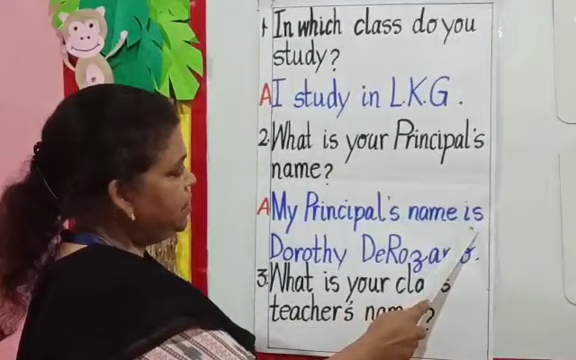 1. In which class do you
study?
A I study in L.K.G.
2. What is your Principal's
name?
A My Principal's name is
Dorothy
3. What is your
teacher's